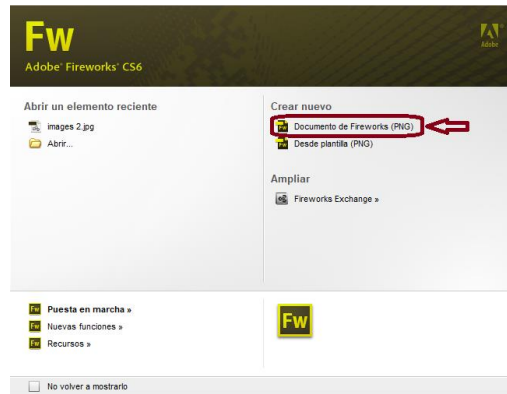 Fw
Adobe® Fireworks® CS6
Adobe
Abrir un elemento reciente
images 2.jpg
Abrir...
Crear nuevo
Documento de Fireworks (PNG)
Desde plantilla (PNG)
Ampliar
Fireworks Exchange »
Puesta en marcha »
Nuevas funciones »
Recursos »
Fw
No volver a mostrarlo